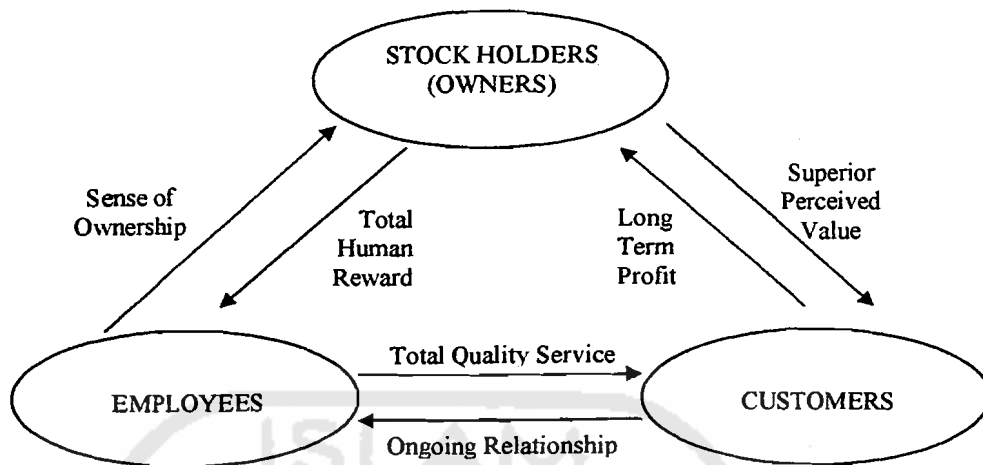 STOCK HOLDERS
(OWNERS)
Sense of
Ownership
Total
Human
Reward
Long
Term
Profit
Superior
Perceived
Value
EMPLOYEES
Total Quality Service
CUSTOMERS
Ongoing Relationship
ISLAM